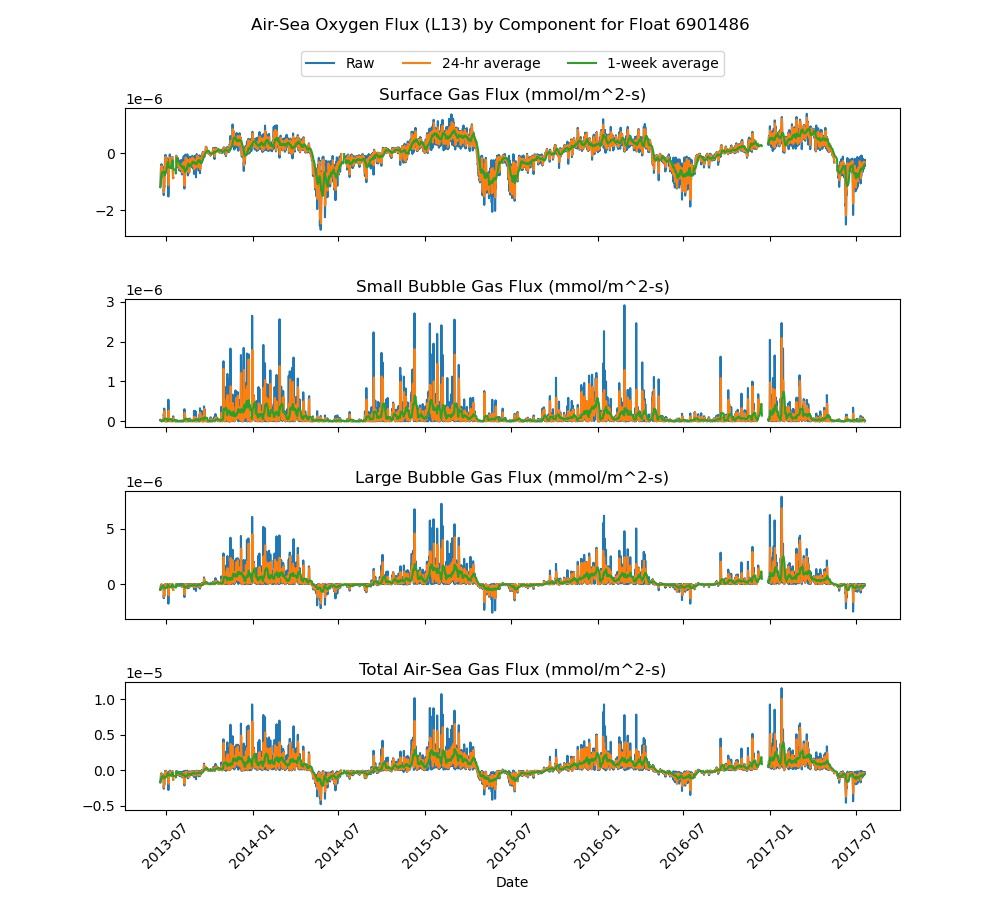 Air-Sea Oxygen Flux (L13) by Component for Float 6901486
Raw 24-hr average 1-week average
1e−6
Surface Gas Flux (mmol/m^2-s)
0
−2
1e−6
Small Bubble Gas Flux (mmol/m^2-s)
3
2
1
0
1e−6
Large Bubble Gas Flux (mmol/m^2-s)
5
0
1e−5
Total Air-Sea Gas Flux (mmol/m^2-s)
1.0
0.5
0.0
−0.5
2013-07 2014-01 2014-07 2015-01 2015-07 2016-01 2016-07 2017-01 2017-07
Date